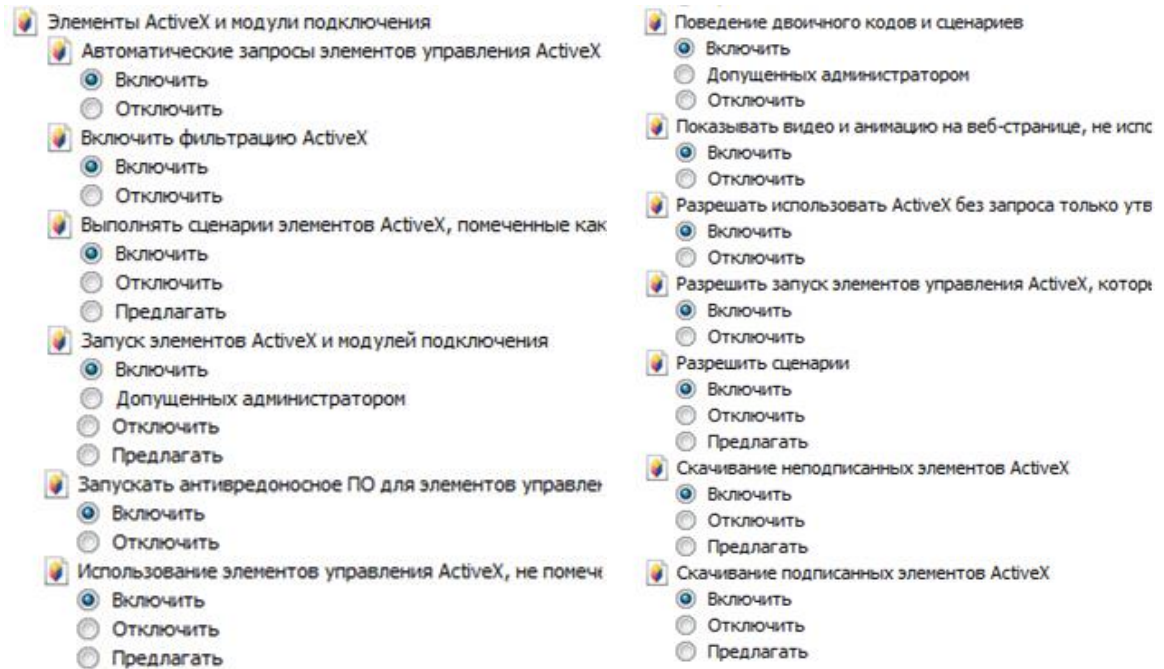 Элементы ActiveX и модули подключения
Автоматические запросы элементов управления ActiveX
Включить
Отключить
Включить фильтрацию ActiveX
Включить
Отключить
Выполнять сценарии элементов ActiveX, помеченные как
Включить
Отключить
Предлагать
Запуск элементов ActiveX и модулей подключения
Включить
Допущенных администратором
Отключить
Предлагать
Запускать антивредоносное ПО для элементов управлен
Включить
Отключить
Использование элементов управления ActiveX, не помече
Включить
Отключить
Предлагать
Поведение двоичного кодов и сценариев
Включить
Допущенных администратором
Отключить
Показывать видео и анимацию на веб-странице, не испо
Включить
Отключить
Разрешать использовать ActiveX без запроса только утв
Включить
Отключить
Разрешить запуск элементов управления ActiveX, которы
Включить
Отключить
Разрешить сценарии
Включить
Отключить
Предлагать
Скачивание неподписанных элементов ActiveX
Включить
Отключить
Предлагать
Скачивание подписанных элементов ActiveX
Включить
Отключить
Предлагать